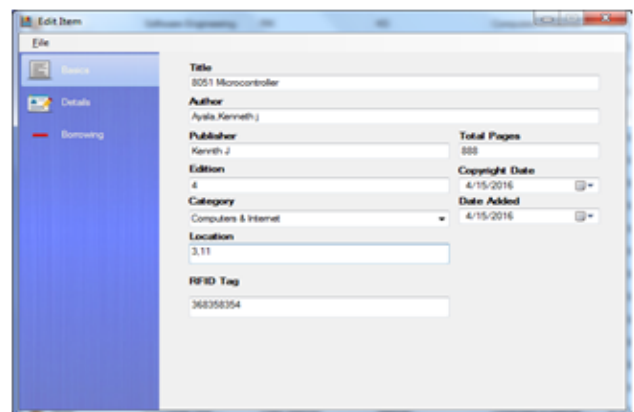 Edit Item
File
Basics
Details
Borrowing
Title
8051 Microcontroller
Author
Ayala,Kenneth j
Publisher
Total Pages
Kennth J
888
Edition
Copyright Date
4
4/15/2016
Category
Date Added
Computers & Internet
4/15/2016
Location
3,11
RFID Tag
368358354